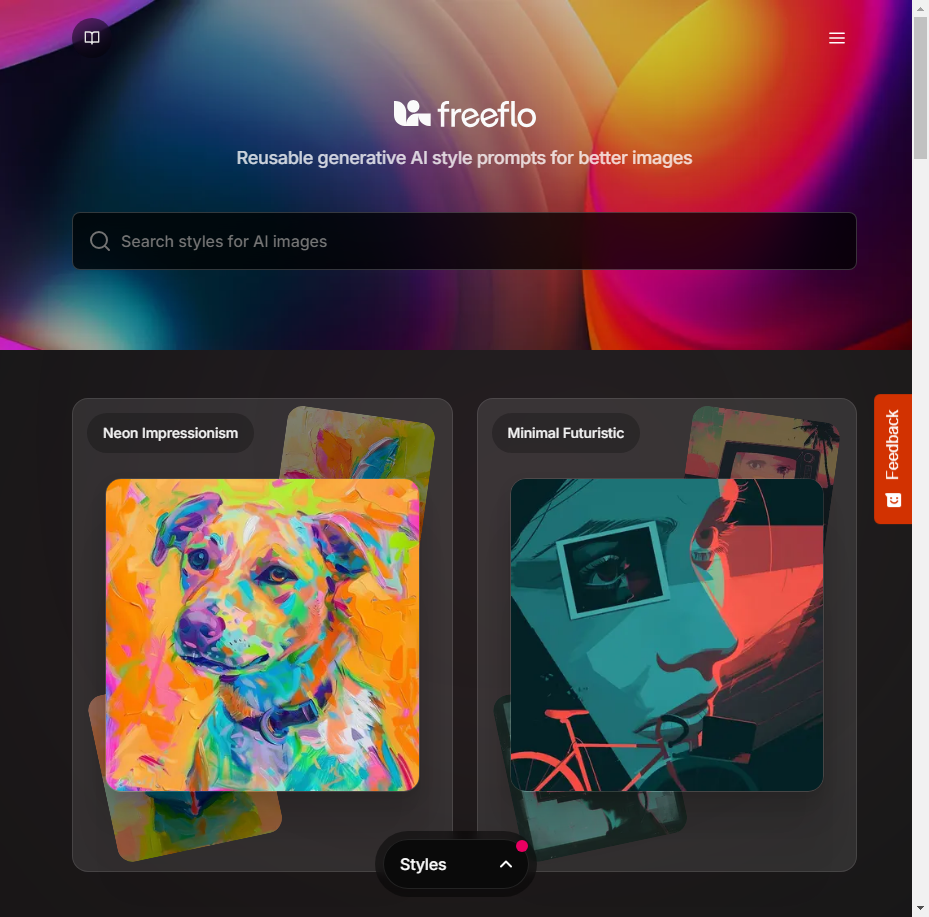 freeflo
Reusable generative AI style prompts for better images
Search styles for AI images
Neon Impressionism
Minimal Futuristic
Feedback
Styles